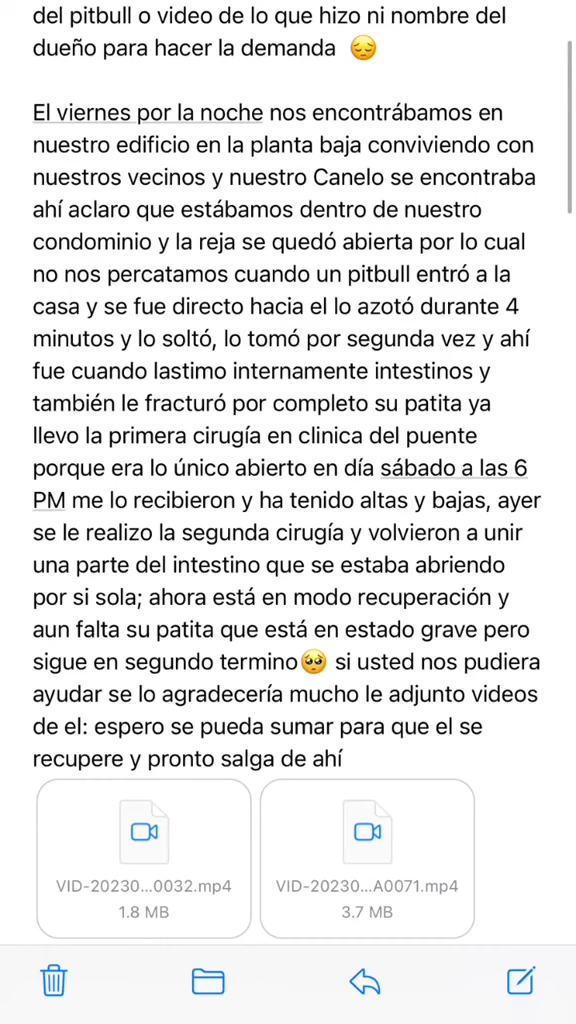 del pitbull o video de lo que hizo ni nombre del
dueño para hacer la demanda 😔
El viernes por la noche nos encontrábamos en
nuestro edificio en la planta baja conviviendo con
nuestros vecinos y nuestro Canelo se encontraba
ahí aclaro que estábamos dentro de nuestro
condominio y la reja se quedó abierta por lo cual
no nos percatamos cuando un pitbull entró a la
casa y se fue directo hacia el lo azotó durante 4
minutos y lo soltó, lo tomó por segunda vez y ahí
fue cuando lastimo internamente intestinos y
también le fracturó por completo su patita ya
llevo la primera cirugía en clinica del puente
porque era lo único abierto en día sábado a las 6
PM me lo recibieron y ha tenido altas y bajas, ayer
se le realizo la segunda cirugía y volvieron a unir
una parte del intestino que se estaba abriendo
por si sola; ahora está en modo recuperación y
aun falta su patita que está en estado grave pero
sigue en segundo termino🥺 si usted nos pudiera
ayudar se lo agradecería mucho le adjunto videos
de el: espero se pueda sumar para que el se
recupere y pronto salga de ahí
VID-20230...0032.mp4
1.8 MB
VID-20230...A0071.mp4
3.7 MB